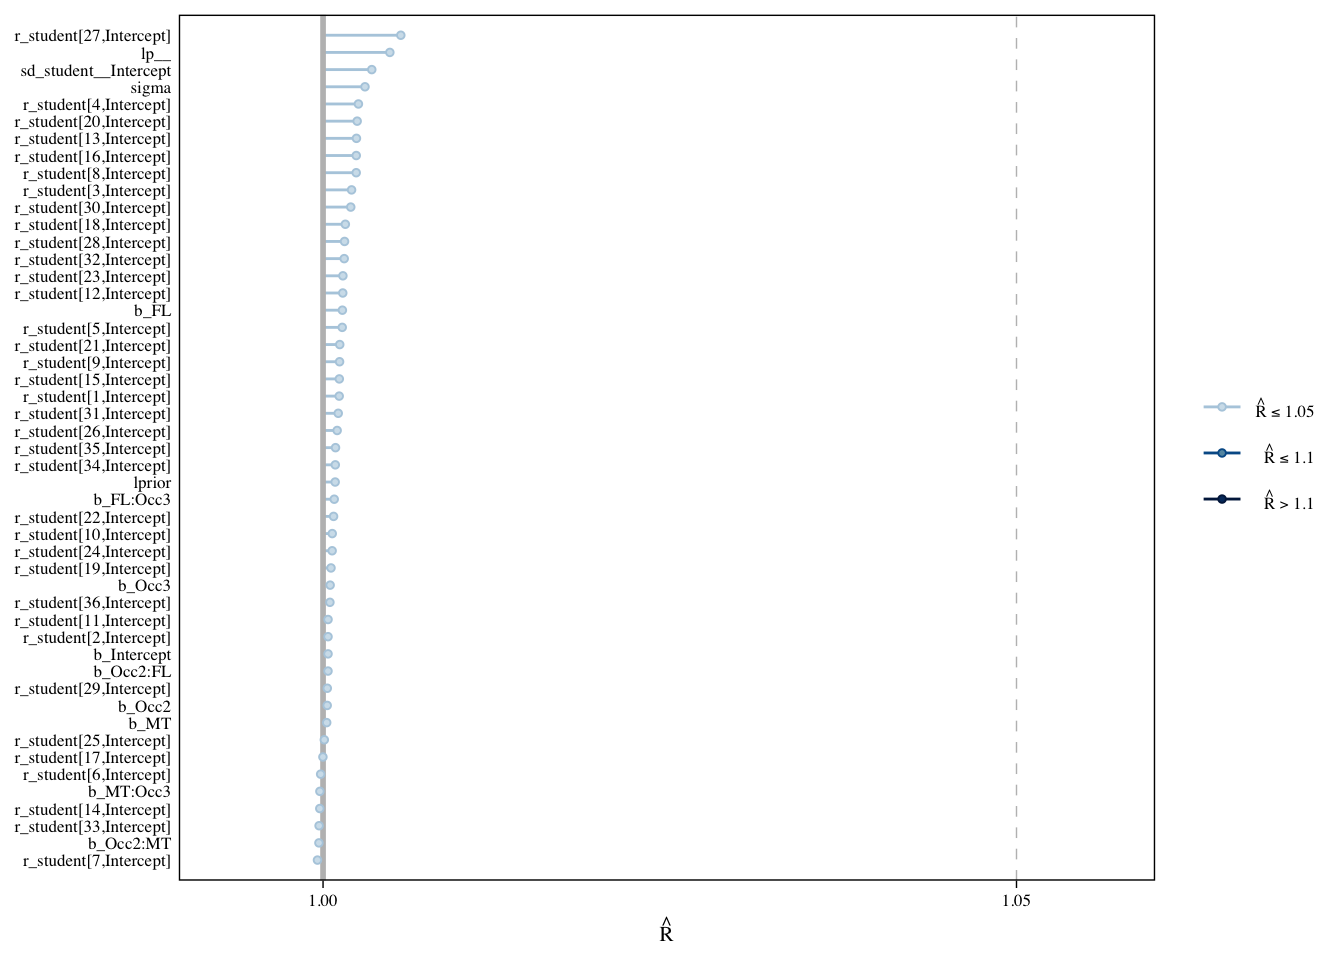 r_student[27,Intercept]
lp__
sd_student__Intercept
sigma
r_student[4,Intercept]
r_student[20,Intercept]
r_student[13,Intercept]
r_student[16,Intercept]
r_student[8,Intercept]
r_student[3,Intercept]
r_student[30,Intercept]
r_student[18,Intercept]
r_student[28,Intercept]
r_student[32,Intercept]
r_student[23,Intercept]
r_student[12,Intercept]
b_FL
r_student[5,Intercept]
r_student[21,Intercept]
r_student[9,Intercept]
r_student[15,Intercept]
r_student[1,Intercept]
r_student[31,Intercept]
r_student[26,Intercept]
r_student[35,Intercept]
r_student[34,Intercept]
lprior
b_FL:Occ3
r_student[22,Intercept]
r_student[10,Intercept]
r_student[24,Intercept]
r_student[19,Intercept]
b_Occ3
r_student[36,Intercept]
r_student[11,Intercept]
r_student[2,Intercept]
b_Intercept
b_Occ2:FL
r_student[29,Intercept]
b_Occ2
b_MT
r_student[25,Intercept]
r_student[17,Intercept]
r_student[6,Intercept]
b_MT:Occ3
r_student[14,Intercept]
r_student[33,Intercept]
b_Occ2:MT
r_student[7,Intercept]
1.00 1.05
R̂
R̂ ≤ 1.05
R̂ ≤ 1.1
R̂ > 1.1